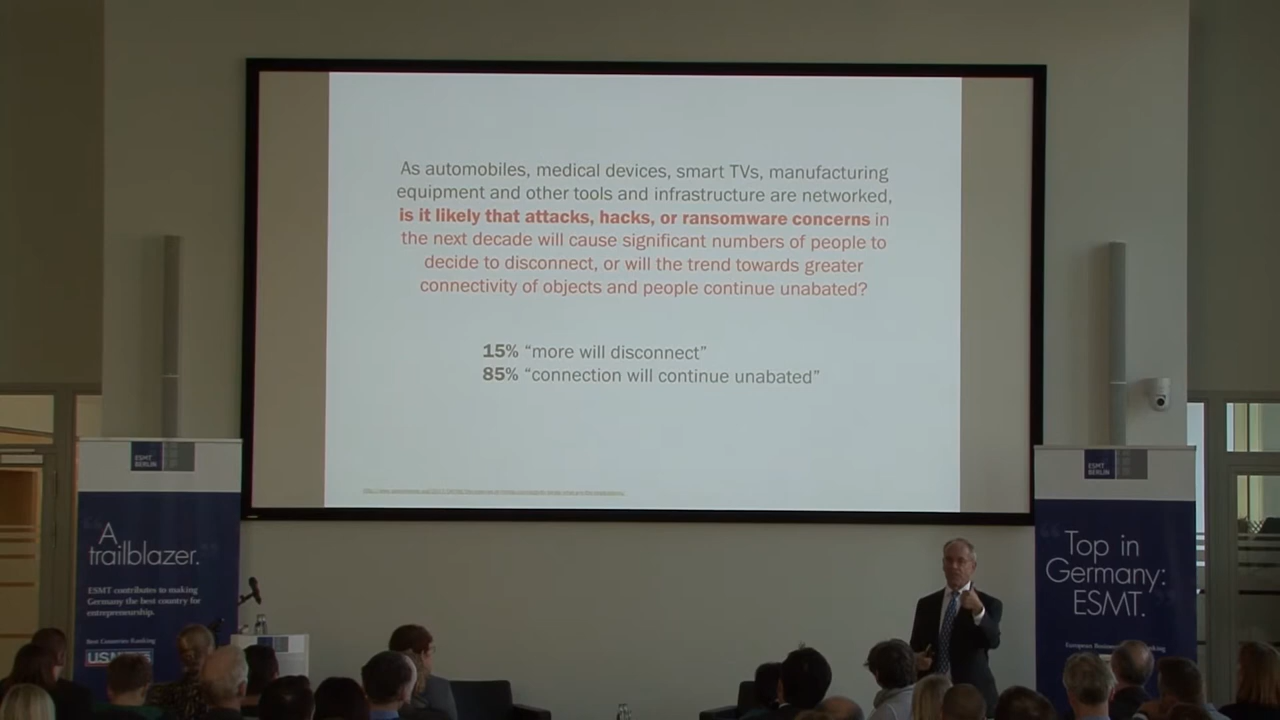 As automobiles, medical devices, smart TVs, manufacturing
equipment and other tools and infrastructure are networked,
is it likely that attacks, hacks, or ransomware concerns in
the next decade will cause significant numbers of people to
decide to disconnect, or will the trend towards greater
connectivity of objects and people continue unabated?
15% “more will disconnect”
85% “connection will continue unabated”
ESMT
BERLIN
“A
trailblazer.”
ESMT contributes to making
Germany the best country for
entrepreneurship.
Best Countries Ranking
ESMT
BERLIN
“Top in
Germany:
ESMT.
European Business